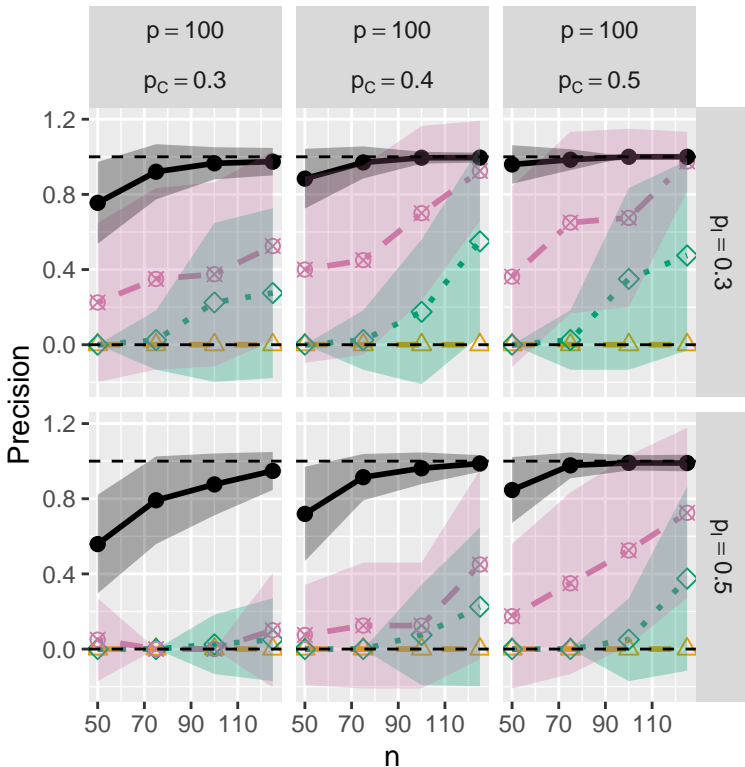 p = 100 p = 100 p = 100
p_C = 0.3 p_C = 0.4 p_C = 0.5
1.2
0.8
0.4
0.0
p_I = 0.3
Precision
1.2
0.8
0.4
0.0
p_I = 0.5
50 70 90 110 50 70 90 110 50 70 90 110
n